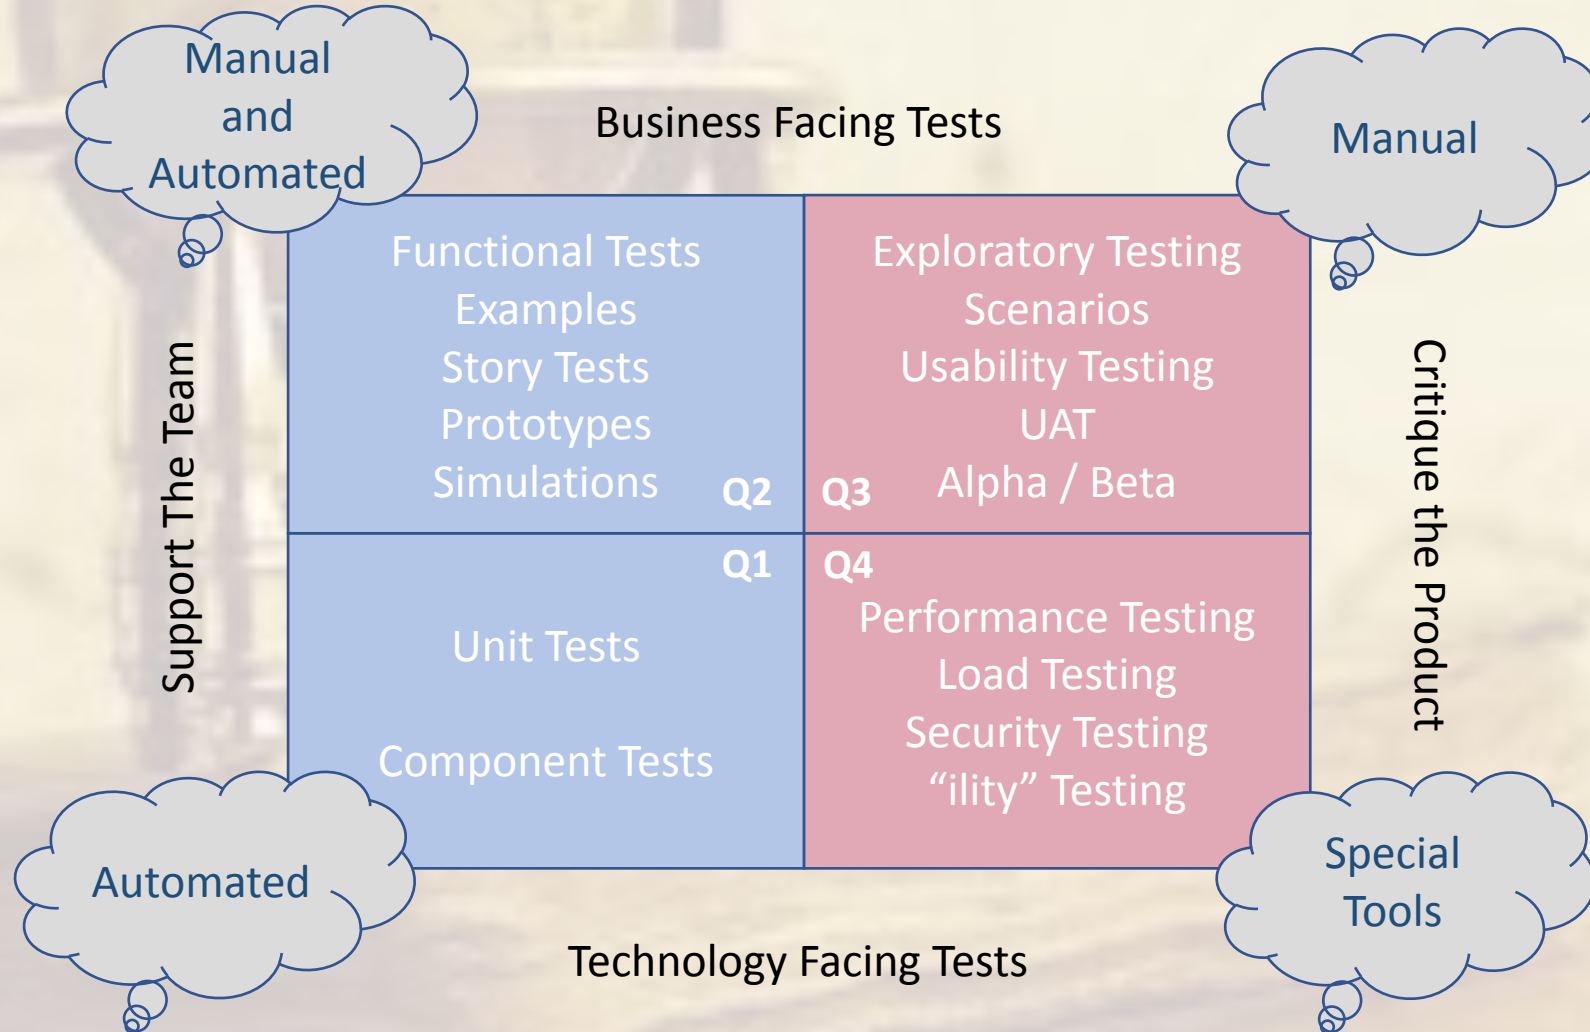 Manual
and
Automated
Business Facing Tests
Manual
Support The Team
Functional Tests
Examples
Story Tests
Prototypes
Simulations
Q2
Q3
Exploratory Testing
Scenarios
Usability Testing
UAT
Alpha / Beta
Critique the Product
Q1
Unit Tests
Component Tests
Q4
Performance Testing
Load Testing
Security Testing
“ility” Testing
Automated
Special
Tools
Technology Facing Tests